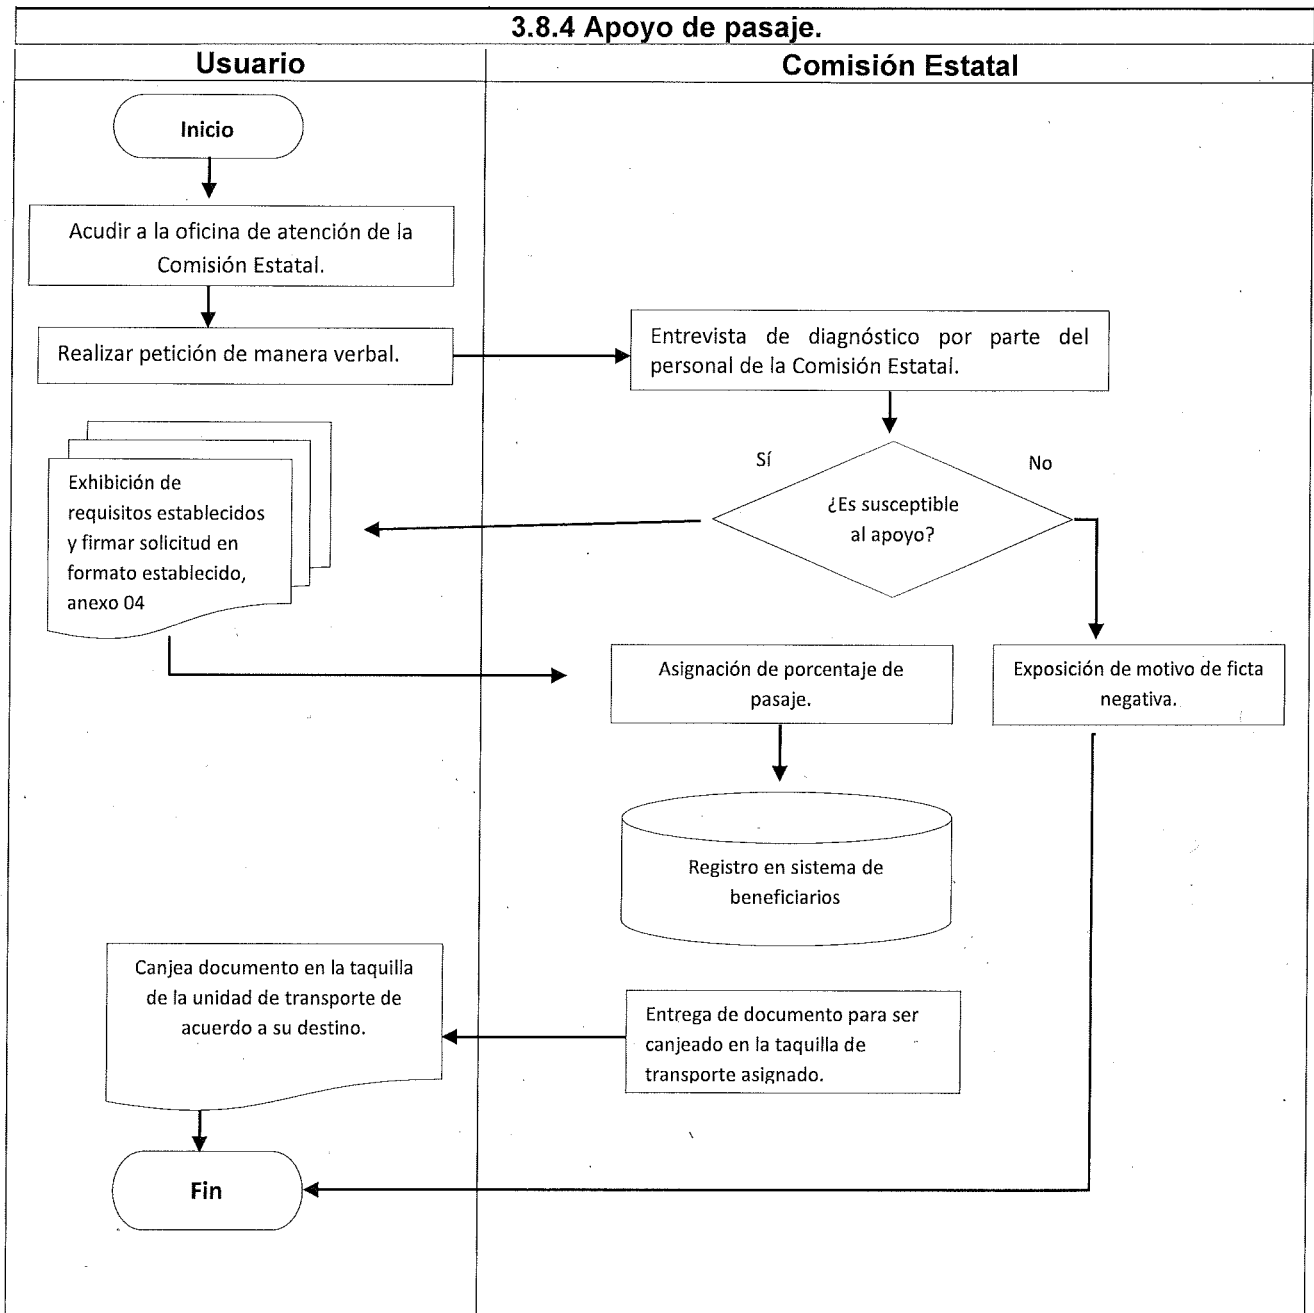 3.8.4 Apoyo de pasaje.
Usuario
Comisión Estatal
Inicio
Acudir a la oficina de atención de la
Comisión Estatal.
Realizar petición de manera verbal.
Entrevista de diagnóstico por parte del
personal de la Comisión Estatal.
Sí
No
¿Es susceptible
al apoyo?
Exhibición de
requisitos establecidos
y firmar solicitud en
formato establecido,
anexo 04
Asignación de porcentaje de
pasaje.
Exposición de motivo de ficta
negativa.
Registro en sistema de
beneficiarios
Entrega de documento para ser
canjeado en la taquilla de
transporte asignado.
Canjea documento en la taquilla
de la unidad de transporte de
acuerdo a su destino.
Fin